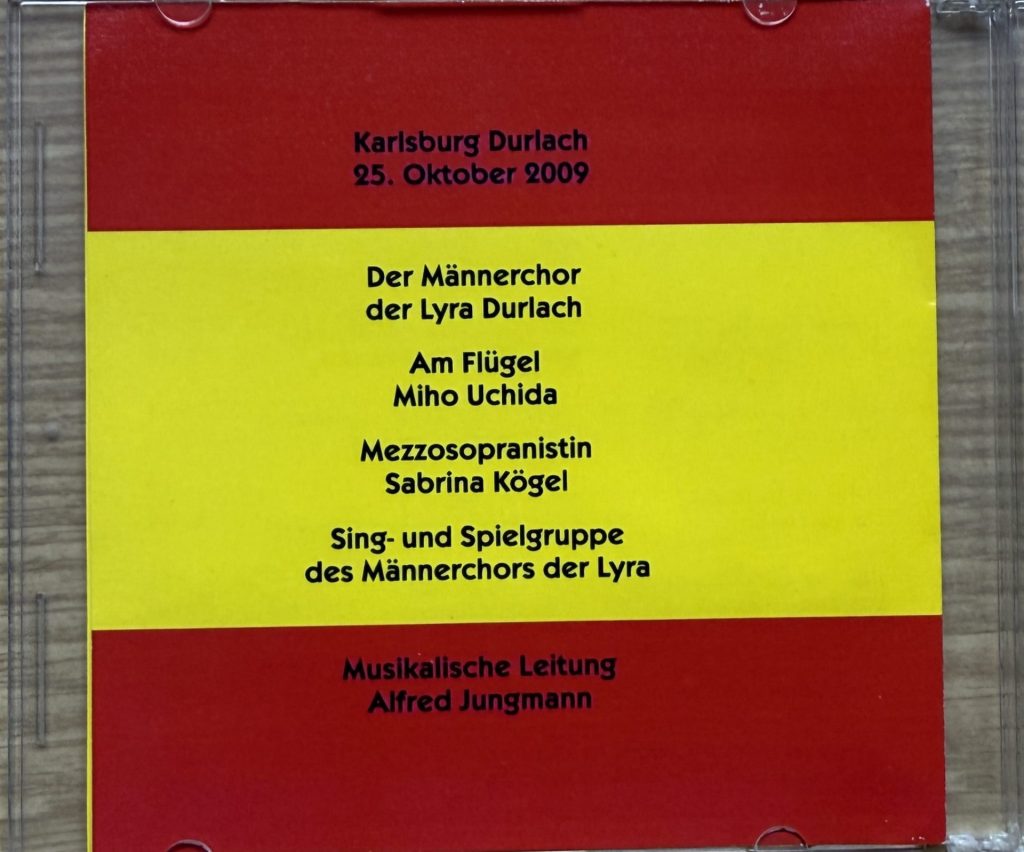 Karlsburg Durlach
25. Oktober 2009
Der Männerchor
der Lyra Durlach
Am Flügel
Miho Uchida
Mezzosopranistin
Sabrina Kögel
Sing- und Spielgruppe
des Männerchors der Lyra
Musikalische Leitung
Alfred Jungmann